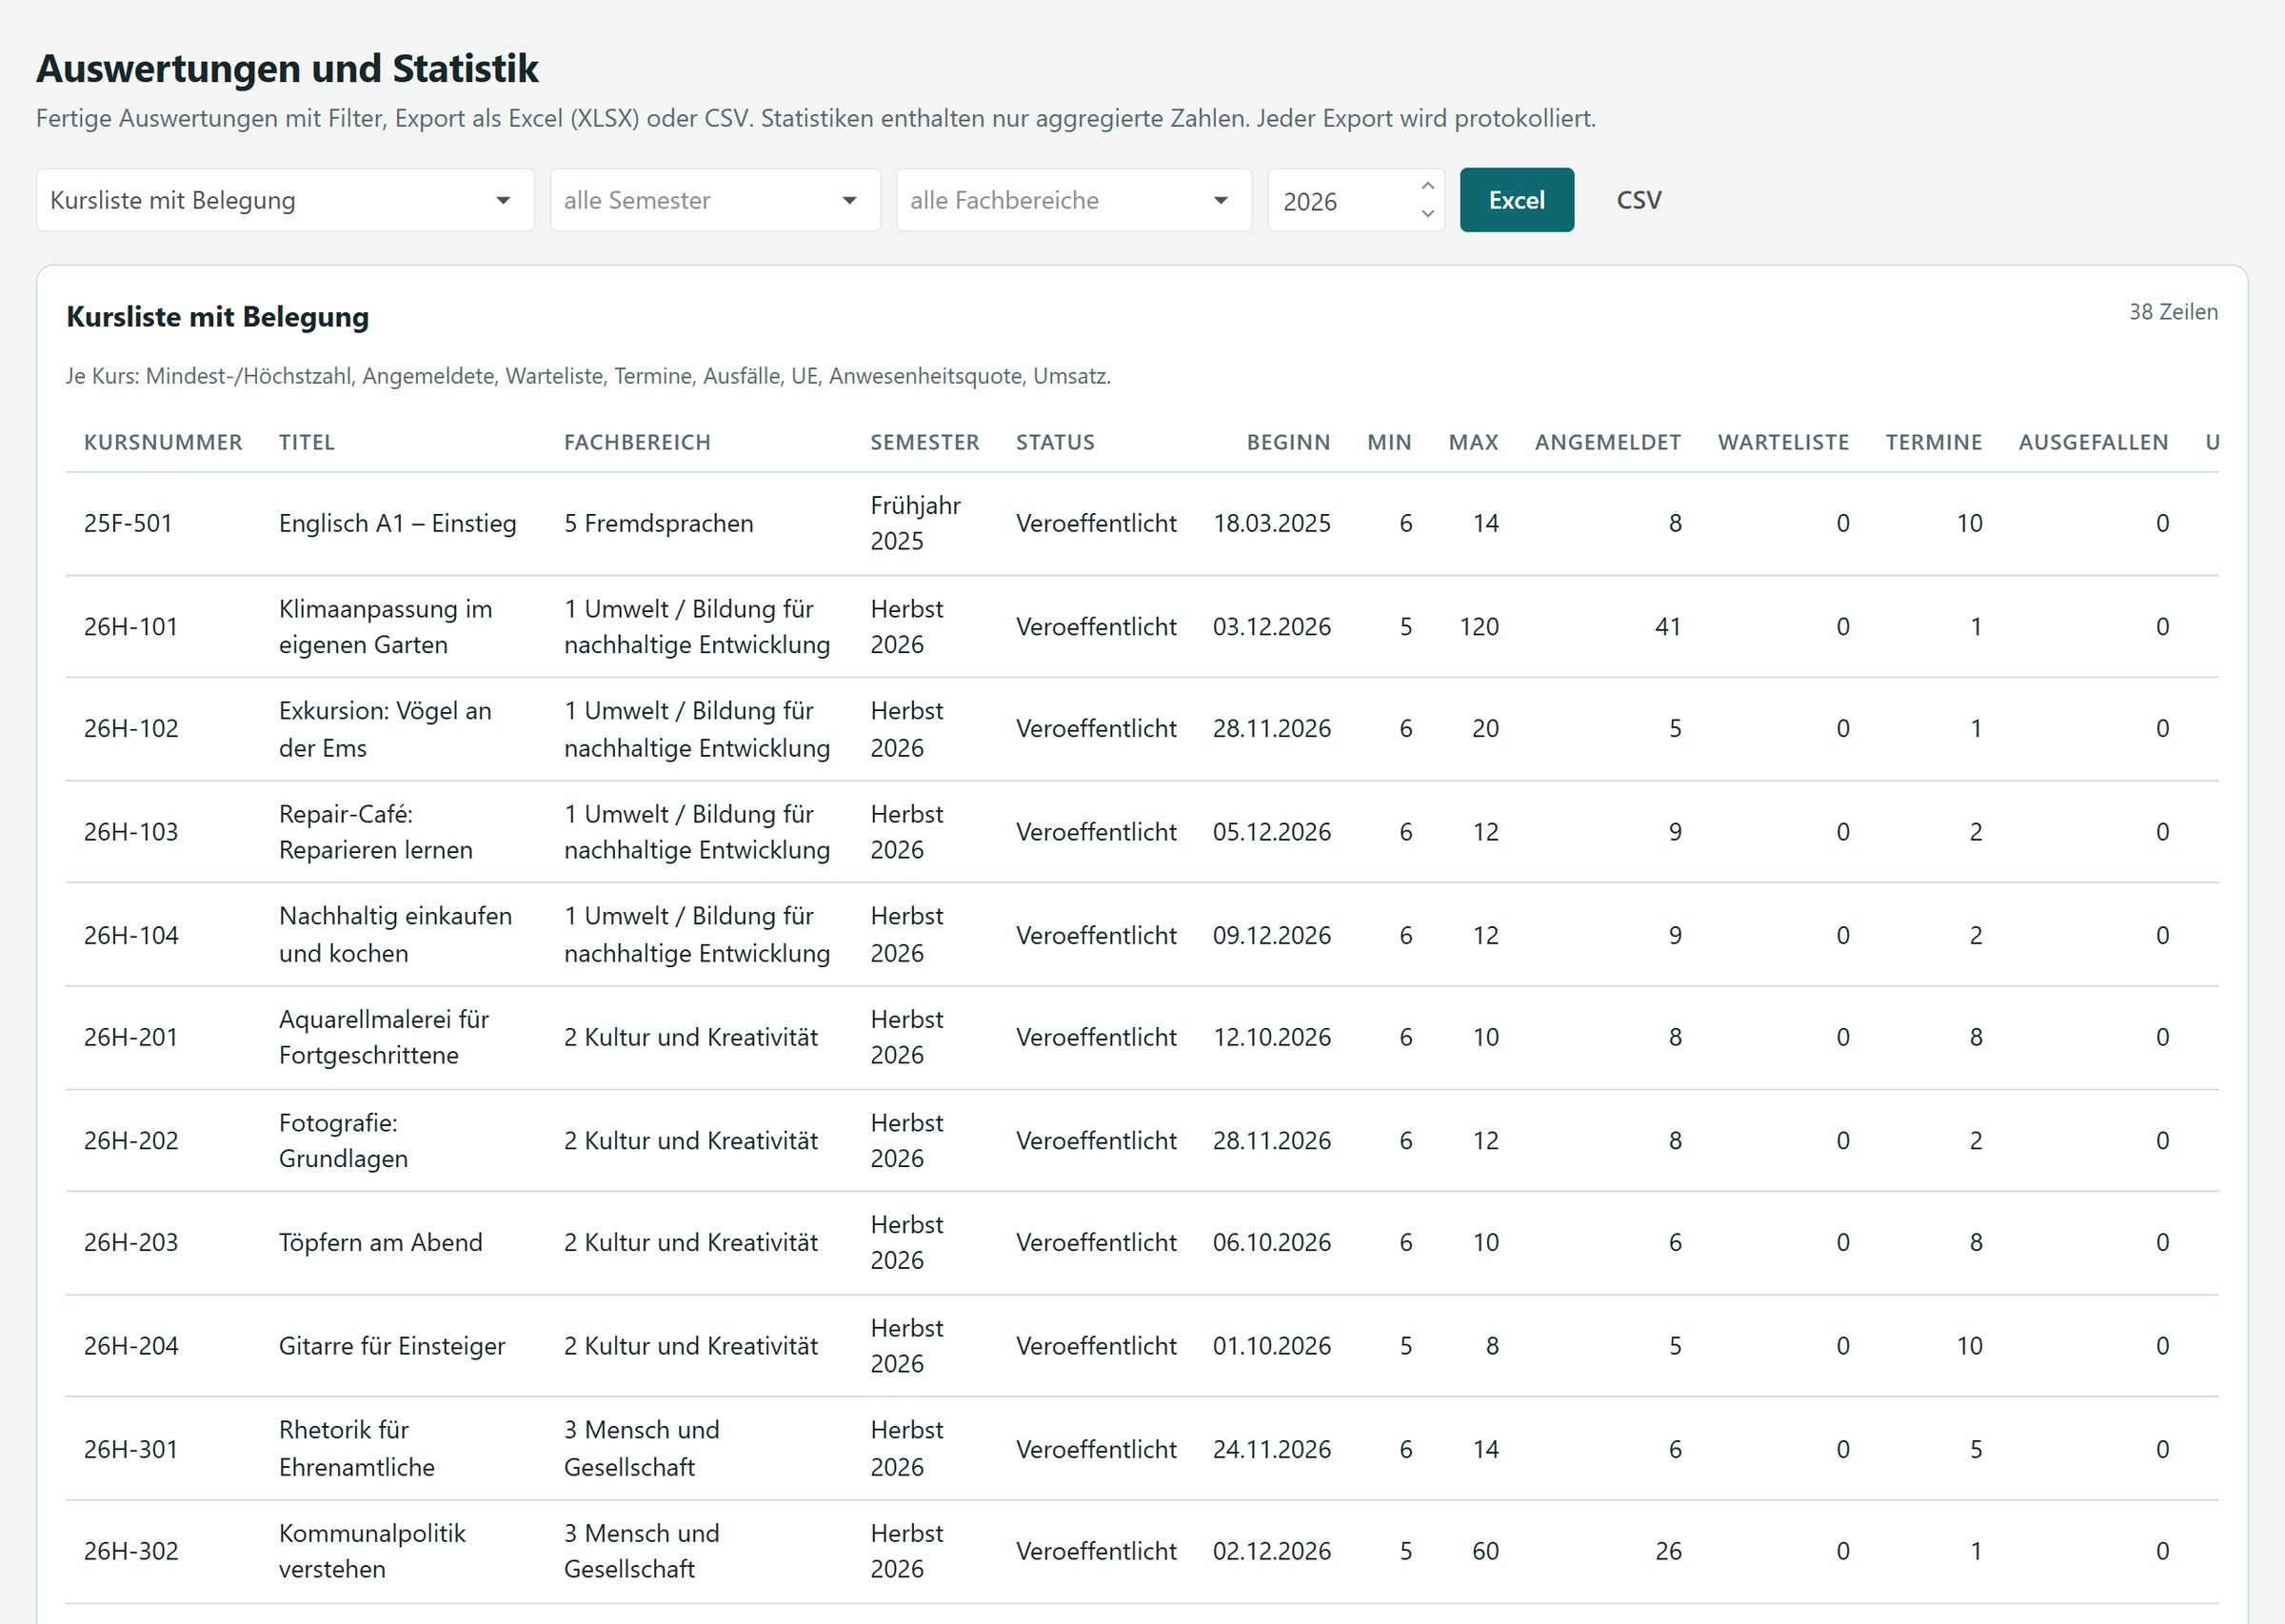 Auswertungen und Statistik
Fertige Auswertungen mit Filter, Export als Excel (XLSX) oder CSV. Statistiken enthalten nur aggregierte Zahlen. Jeder Export wird protokolliert.
Kursliste mit Belegung alle Semester alle Fachbereiche 2026 Excel CSV
Kursliste mit Belegung 38 Zeilen
Je Kurs: Mindest-/Höchstzahl, Angemeldete, Warteliste, Termine, Ausfälle, UE, Anwesenheitsquote, Umsatz.
KURSNUMMER TITEL FACHBEREICH SEMESTER STATUS BEGINN MIN MAX ANGEMELDET WARTELISTE TERMINE AUSGEFALLEN U
25F-501 Englisch A1 – Einstieg 5 Fremdsprachen Frühjahr 2025 Veroeffentlicht 18.03.2025 6 14 8 0 10 0
26H-101 Klimaanpassung im eigenen Garten 1 Umwelt / Bildung für nachhaltige Entwicklung Herbst 2026 Veroeffentlicht 03.12.2026 5 120 41 0 1 0
26H-102 Exkursion: Vögel an der Ems 1 Umwelt / Bildung für nachhaltige Entwicklung Herbst 2026 Veroeffentlicht 28.11.2026 6 20 5 0 1 0
26H-103 Repair-Café: Reparieren lernen 1 Umwelt / Bildung für nachhaltige Entwicklung Herbst 2026 Veroeffentlicht 05.12.2026 6 12 9 0 2 0
26H-104 Nachhaltig einkaufen und kochen 1 Umwelt / Bildung für nachhaltige Entwicklung Herbst 2026 Veroeffentlicht 09.12.2026 6 12 9 0 2 0
26H-201 Aquarellmalerei für Fortgeschrittene 2 Kultur und Kreativität Herbst 2026 Veroeffentlicht 12.10.2026 6 10 8 0 8 0
26H-202 Fotografie: Grundlagen 2 Kultur und Kreativität Herbst 2026 Veroeffentlicht 28.11.2026 6 12 8 0 2 0
26H-203 Töpfern am Abend 2 Kultur und Kreativität Herbst 2026 Veroeffentlicht 06.10.2026 6 10 6 0 8 0
26H-204 Gitarre für Einsteiger 2 Kultur und Kreativität Herbst 2026 Veroeffentlicht 01.10.2026 5 8 5 0 10 0
26H-301 Rhetorik für Ehrenamtliche 3 Mensch und Gesellschaft Herbst 2026 Veroeffentlicht 24.11.2026 6 14 6 0 5 0
26H-302 Kommunalpolitik verstehen 3 Mensch und Gesellschaft Herbst 2026 Veroeffentlicht 02.12.2026 5 60 26 0 1 0